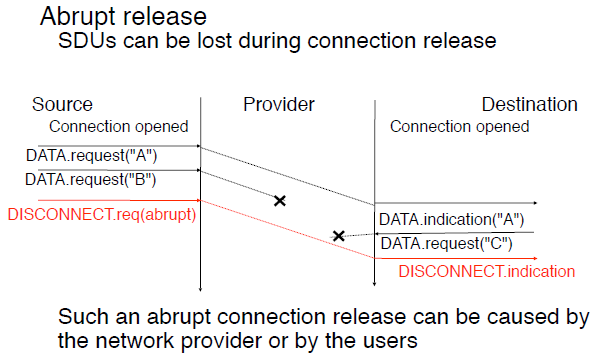 Abrupt release
SDUs can be lost during connection release
Source Provider Destination
Connection opened Connection opened
DATA.request("A")
DATA.request("B")
DISCONNECT.req(abrupt)
DATA.indication("A")
DATA.request("C")
DISCONNECT.indication
Such an abrupt connection release can be caused by
the network provider or by the users